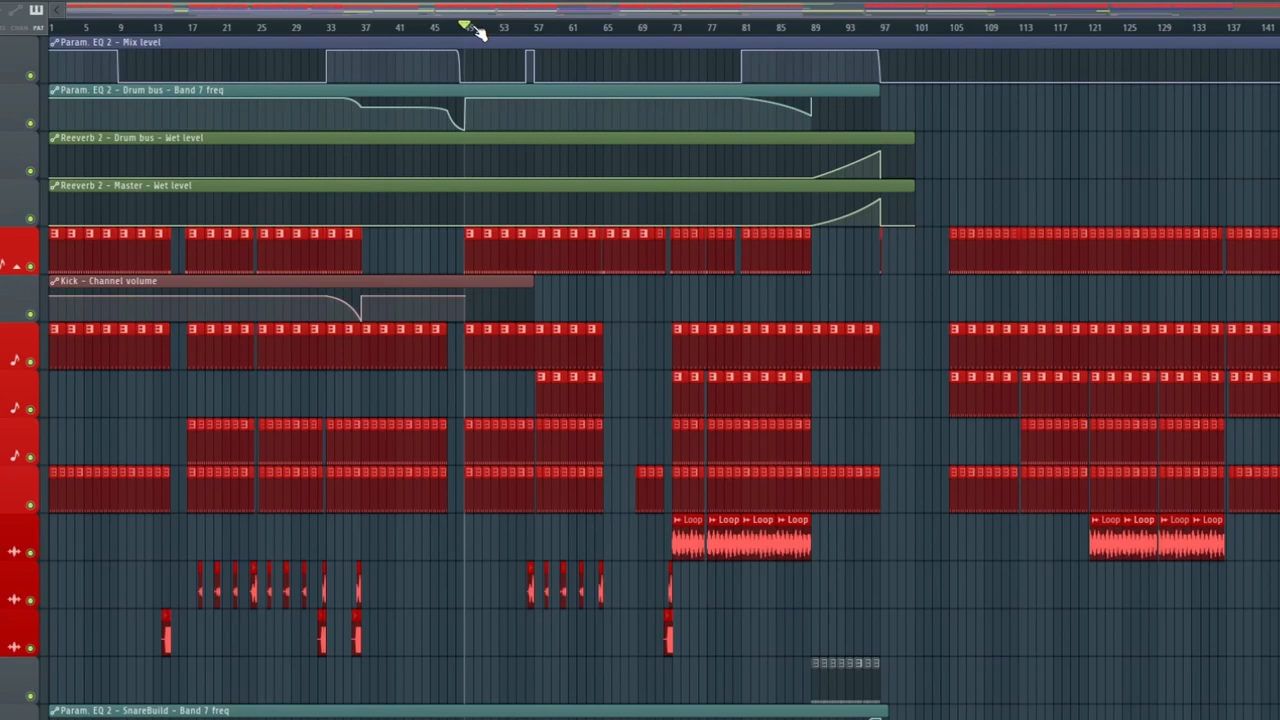 CHAN PAT
1 5 9 13 17 21 25 29 33 37 41 45 53 57 61 65 69 73 77 81 85 89 93 97 101 105 109 113 117 121 125 129 133 137 141
Param. EQ 2 - Mix level
Param. EQ 2 - Drum bus - Band 7 freq
Reeverb 2 - Drum bus - Wet level
Reeverb 2 - Master - Wet level
Kick - Channel volume
Loop Loop Loop Loop Loop Loop Loop Loop
Param. EQ 2 - SnareBuild - Band 7 freq